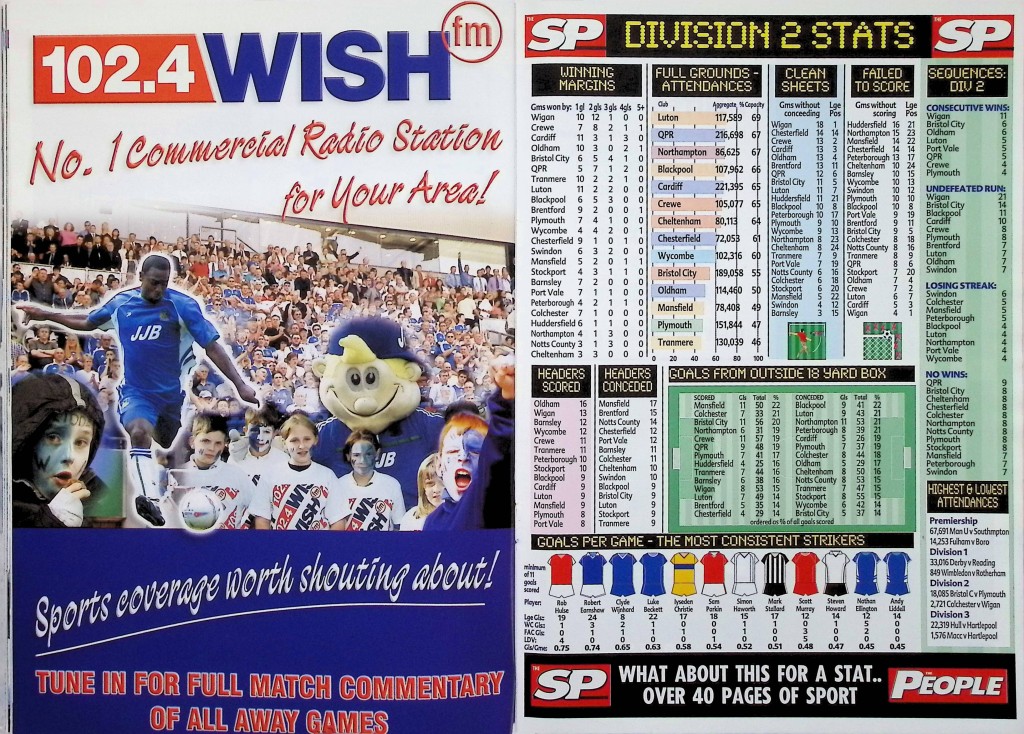 102.4 WISH fm
No. 1 Commercial Radio Station
for Your Area!
JJB
Sports coverage worth shouting about!
TUNE IN FOR FULL MATCH COMMENTARY
OF ALL AWAY GAMES
THE SP DIVISION 2 STATS THE SP
WINNING
MARGINS
Gms won by: 1gl 2gls 3gls 4gls 5+
Wigan 10 12 1 0 0
Crewe 7 8 2 1 1
Cardiff 11 3 1 3 0
Oldham 10 3 0 2 1
Bristol City 6 5 4 1 0
QPR 5 7 1 2 0
Tranmere 10 2 2 1 0
Luton 11 2 2 0 0
Blackpool 6 5 3 0 0
Brentford 9 2 0 0 1
Plymouth 7 4 1 0 0
Wycombe 4 4 2 0 1
Chesterfield 9 1 0 1 0
Swindon 6 3 2 0 0
Mansfield 5 2 0 1 1
Stockport 4 3 1 1 0
Barnsley 7 2 0 0 0
Port Vale 7 1 1 0 0
Peterborough 4 2 1 1 0
Colchester 7 1 0 0 0
Huddersfield 6 1 1 0 0
Northampton 4 1 3 0 0
Notts County 3 1 3 0 0
Cheltenham 3 3 0 0 0
FULL GROUNDS -
ATTENDANCES
Club Aggregate % Capacity
Luton 117,589 69
QPR 216,698 67
Northampton 86,625 67
Blackpool 107,962 66
Cardiff 221,395 65
Crewe 105,077 65
Cheltenham 80,113 64
Chesterfield 72,053 61
Wycombe 102,316 60
Bristol City 189,058 55
Oldham 114,460 50
Mansfield 78,408 49
Plymouth 151,844 47
Tranmere 130,039 46
0 20 40 60 80 100
CLEAN
SHEETS
Gms without conceding Lge Pos
Wigan 18 1
Chesterfield 14 14
Crewe 13 2
Cardiff 13 3
Oldham 13 4
Brentford 13 11
QPR 12 6
Bristol City 11 5
Luton 11 7
Huddersfield 11 21
Blackpool 10 8
Peterborough 10 17
Plymouth 9 10
Wycombe 9 13
Northampton 8 23
Cheltenham 8 24
Tranmere 7 9
Port Vale 7 19
Notts County 6 16
Colchester 6 18
Stockport 6 20
Mansfield 5 22
Swindon 4 12
Barnsley 3 15
FAILED
TO SCORE
Gms without scoring Lge Pos
Huddersfield 16 21
Northampton 15 23
Mansfield 14 22
Chesterfield 14 14
Peterborough 13 17
Cheltenham 10 24
Barnsley 10 15
Wycombe 10 13
Swindon 10 12
Plymouth 10 10
Blackpool 10 8
Port Vale 9 19
Brentford 9 11
Bristol City 9 5
Colchester 8 18
Notts County 8 16
Tranmere 8 9
QPR 8 6
Stockport 7 20
Oldham 7 4
Crewe 7 2
Luton 6 7
Cardiff 5 3
Wigan 4 1
SEQUENCES:
DIV 2
CONSECUTIVE WINS:
Wigan 11
Bristol City 6
Oldham 6
Luton 5
Port Vale 5
QPR 5
Crewe 4
Plymouth 4
UNDEFEATED RUN:
Wigan 21
Bristol City 14
Blackpool 11
Cardiff 10
Crewe 8
Plymouth 8
Brentford 7
Luton 7
Oldham 7
Swindon 7
LOSING STREAK:
Swindon 6
Colchester 5
Mansfield 5
Peterborough 5
Blackpool 4
Luton 4
Northampton 4
Port Vale 4
Wycombe 4
NO WINS:
QPR 9
Bristol City 8
Cheltenham 8
Chesterfield 8
Colchester 8
Northampton 8
Notts County 8
Plymouth 8
Stockport 8
Mansfield 7
Peterborough 7
Swindon 7
HEADERS
SCORED
Oldham 16
Wigan 13
Barnsley 12
Wycombe 12
Crewe 11
Tranmere 11
Peterborough 10
Stockport 10
Cardiff 9
Luton 9
Mansfield 9
Plymouth 8
Port Vale 8
HEADERS
CONCEDED
Mansfield 17
Brentford 15
Notts County 14
Chesterfield 12
Port Vale 12
Barnsley 11
Colchester 11
Cheltenham 10
Swindon 10
Blackpool 9
Bristol City 9
Luton 9
Stockport 9
Tranmere 9
GOALS FROM OUTSIDE 18 YARD BOX
SCORED Gls Total %
Mansfield 11 50 22
Colchester 7 33 21
Bristol City 11 56 20
Northampton 6 31 19
Crewe 11 57 19
QPR 9 48 19
Plymouth 7 41 17
Huddersfield 4 25 16
Tranmere 7 44 16
Barnsley 6 38 16
Wigan 8 53 15
Luton 7 49 14
Brentford 5 35 14
Chesterfield 4 29 14
CONCEDED Gls Total %
Blackpool 9 41 22
Luton 9 43 21
Northampton 11 53 21
Peterborough 8 39 21
Cardiff 5 26 19
Plymouth 7 37 19
Colchester 8 44 18
Oldham 5 29 17
Cheltenham 8 50 16
Notts County 8 53 15
Tranmere 7 47 15
Stockport 8 55 15
Wycombe 6 42 14
Bristol City 5 37 14
ordered as % of all goals scored
HIGHEST & LOWEST
ATTENDANCES
Premiership
67,691 Man U v Southmpton
14,253 Fulham v Boro
Division 1
33,016 Derby v Reading
849 Wimbledon v Rotherham
Division 2
18,085 Bristol C v Plymouth
2,721 Colchester v Wigan
Division 3
22,319 Hull v Hartlepool
1,576 Macc v Hartlepool
GOALS PER GAME - THE MOST CONSISTENT STRIKERS
minimum of 11 goals scored
Player: Rob Hulse Robert Earnshaw Clyde Wijnhard Luke Beckett Iyseden Christie Sam Parkin Simon Haworth Mark Stallard Scott Murray Steven Howard Nathan Ellington Andy Liddell
Lge Gls: 19 24 8 22 17 18 15 16 12 14 12 14
WC Gls: 1 3 2 1 1 1 2 1 0 1 5 2
FAC Gls: 0 1 1 1 0 0 1 0 3 0 2 0
LDV: 4 0 0 0 0 0 0 0 5 0 0 0
Gls/Gme: 0.75 0.74 0.65 0.63 0.58 0.54 0.52 0.51 0.48 0.47 0.45 0.45
THE SP WHAT ABOUT THIS FOR A STAT..
OVER 40 PAGES OF SPORT
THE PEOPLE